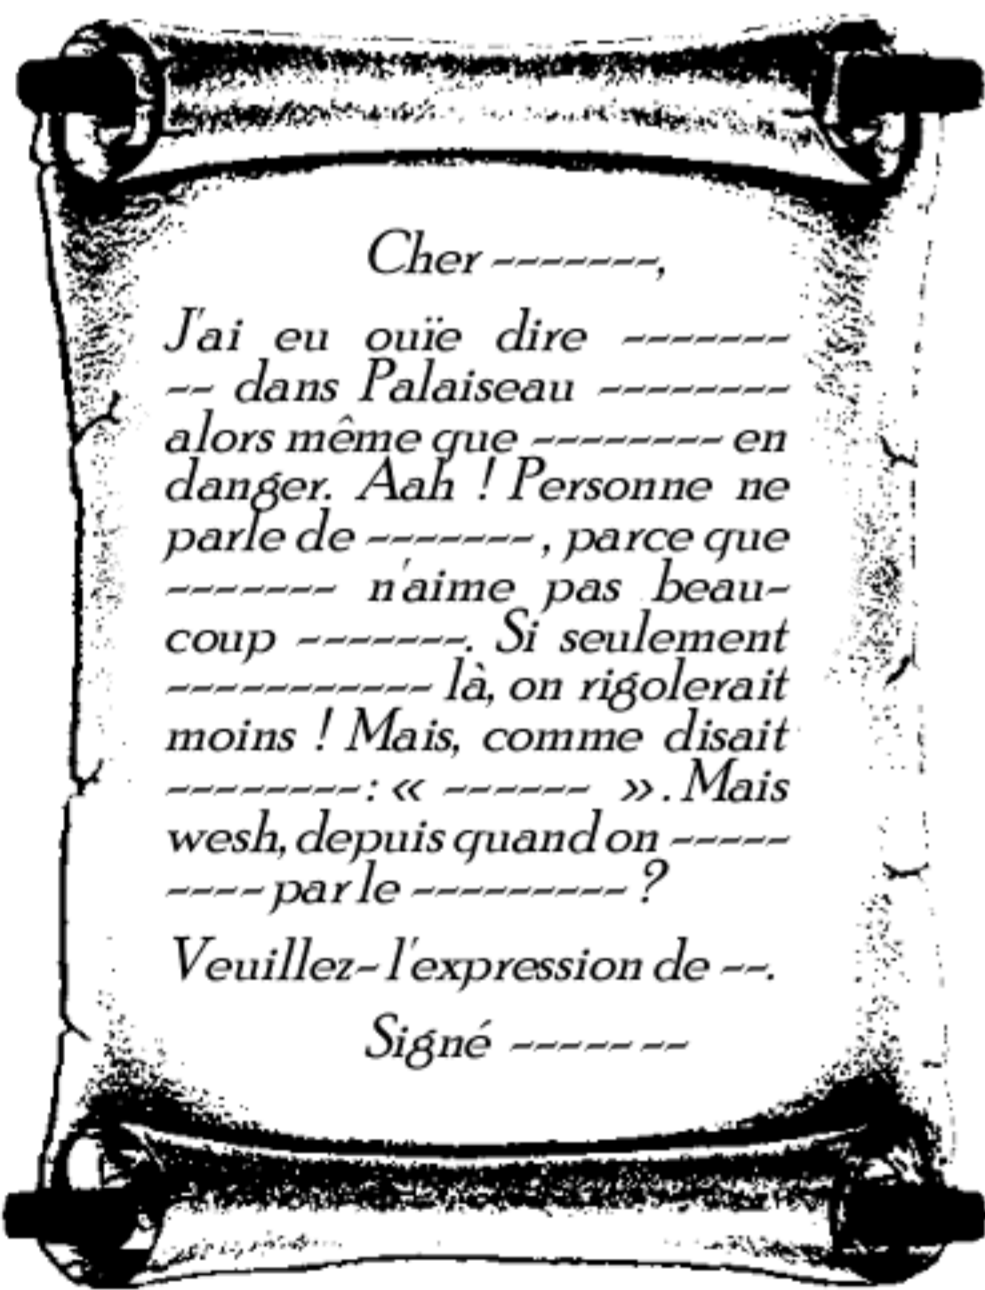 Cher -------,
J'ai eu ouïe dire -------
-- dans Palaiseau --------
alors même que -------- en
danger. Aah ! Personne ne
parle de -------, parce que
------- n'aime pas beau-
coup -------. Si seulement
----------- là, on rigolerait
moins ! Mais, comme disait
--------: « ------ ». Mais
wesh, depuis quand on -----
---- par le --------- ?
Veuillez- l'expression de --.
Signé ----- --